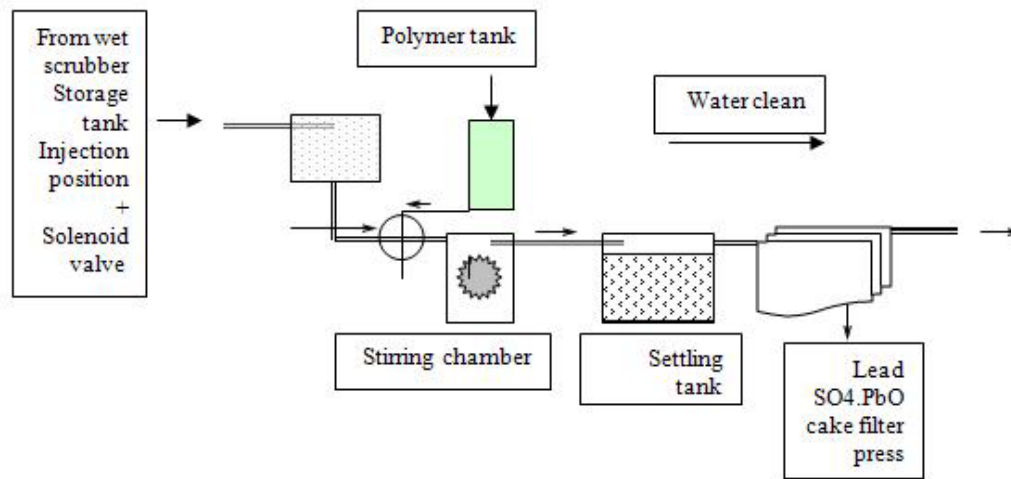 From wet
scrubber
Storage
tank
Injection
position
+
Solenoid
valve
Polymer tank
Water clean
Stirring chamber
Settling
tank
Lead
SO4.PbO
cake filter
press